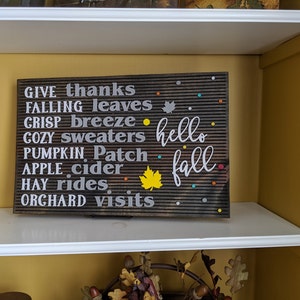 GIVE thanks
FALLING leaves
CRISP breeze
COZY sweaters
PUMPKIN Patch
APPLE cider
HAY rides
ORCHARD visits
hello
fall